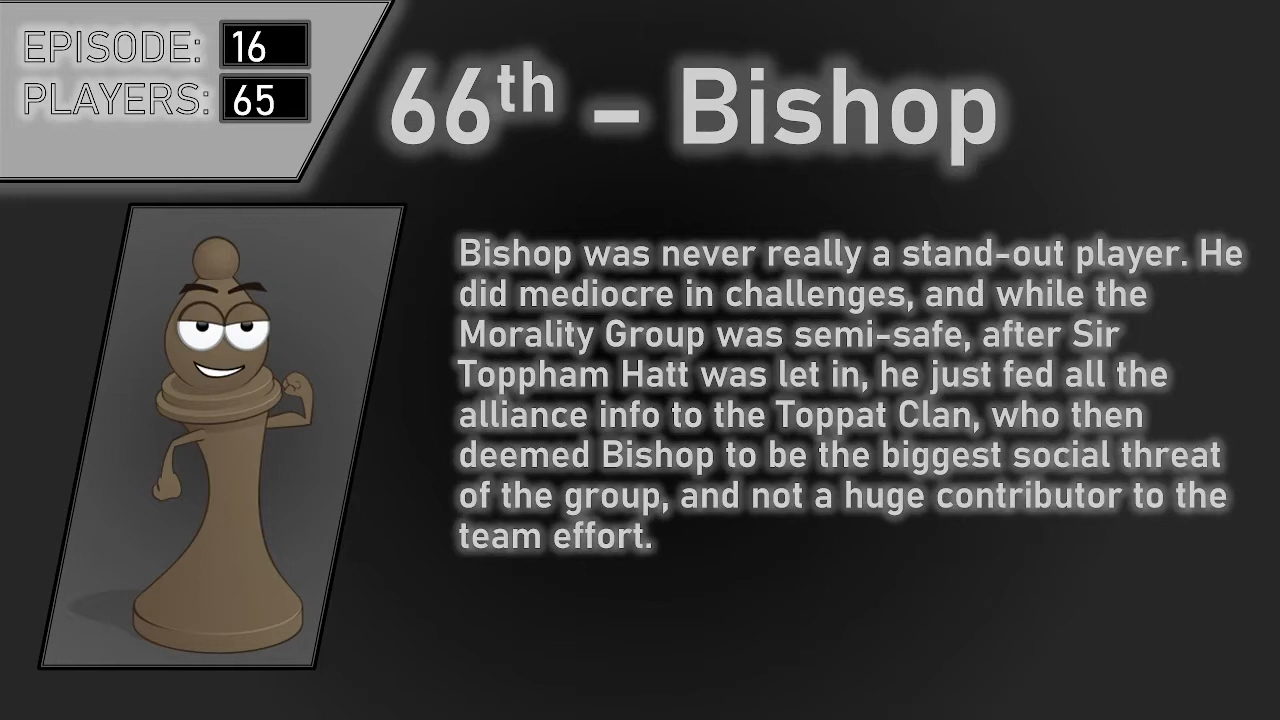 EPISODE: 16
PLAYERS: 65
66th – Bishop
Bishop was never really a stand-out player. He
did mediocre in challenges, and while the
Morality Group was semi-safe, after Sir
Toppham Hatt was let in, he just fed all the
alliance info to the Toppat Clan, who then
deemed Bishop to be the biggest social threat
of the group, and not a huge contributor to the
team effort.